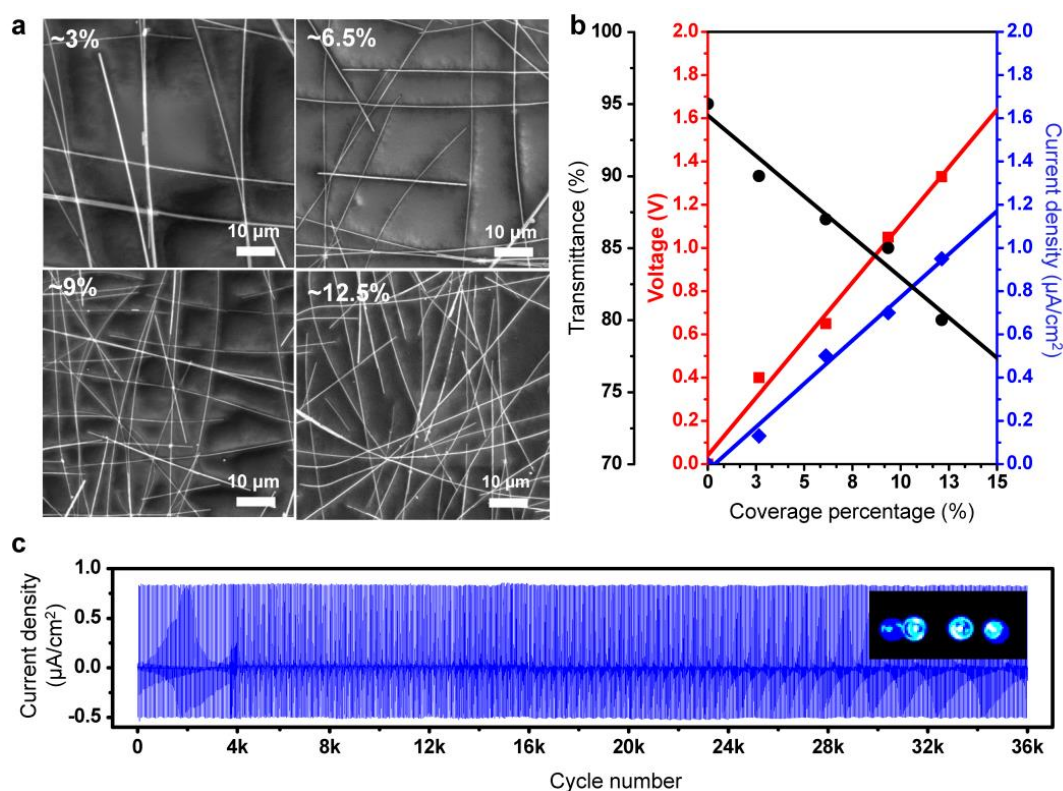 a
~3%
10 µm
~6.5%
10 µm
~9%
10 µm
~12.5%
10 µm
b
Transmittance (%)
100
95
90
85
80
75
70
Voltage (V)
2.0
1.8
1.6
1.4
1.2
1.0
0.8
0.6
0.4
0.2
0.0
2.0
1.8
1.6
1.4
1.2
1.0
0.8
0.6
0.4
0.2
0.0
Current density (µA/cm²)
0 3 5 8 10 13 15
Coverage percentage (%)
c
Current density
(µA/cm²)
1.0
0.5
0.0
-0.5
0 4k 8k 12k 16k 20k 24k 28k 32k 36k
Cycle number